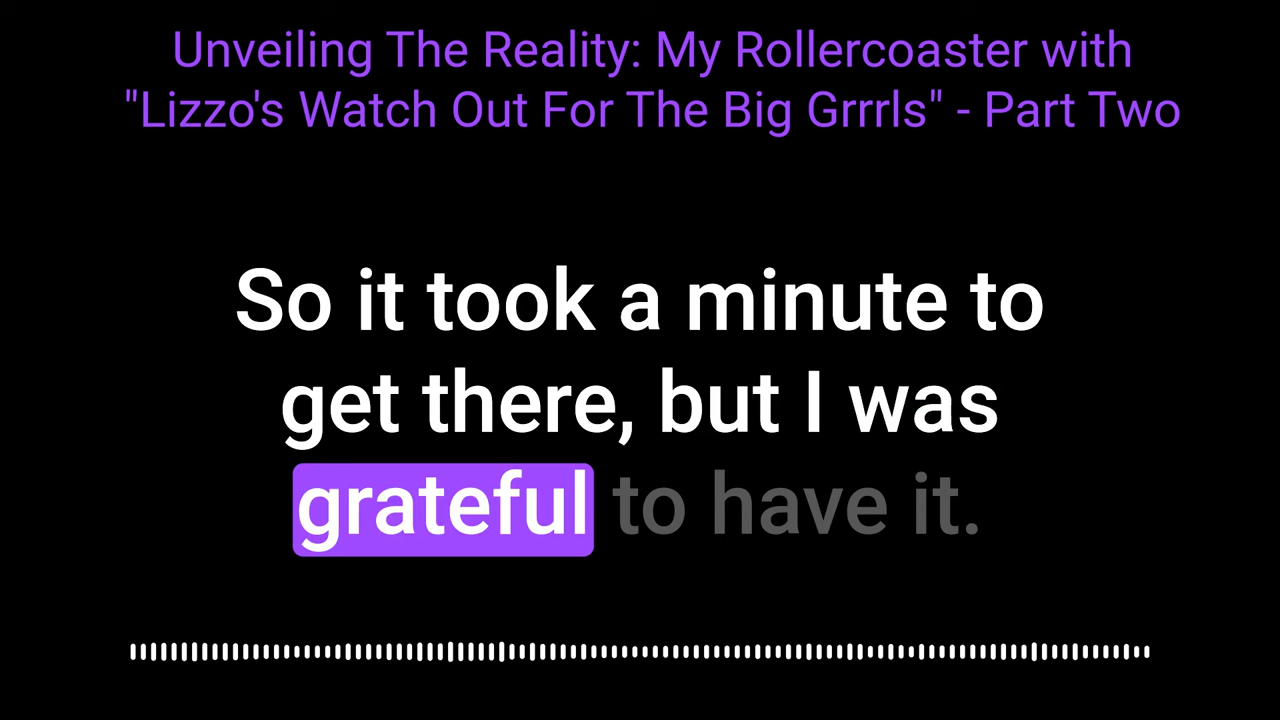 Unveiling The Reality: My Rollercoaster with
"Lizzo's Watch Out For The Big Grrrls" - Part Two
So it took a minute to
get there, but I was
grateful to have it.